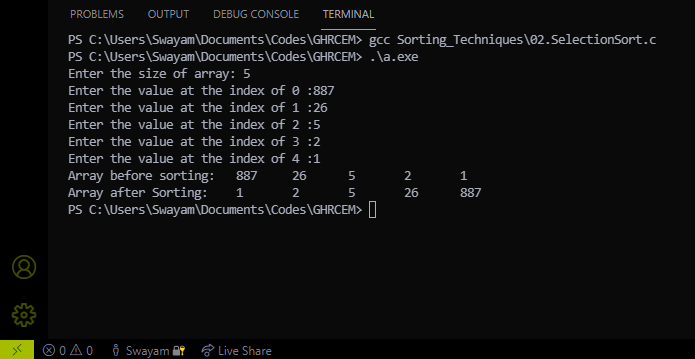 PROBLEMS OUTPUT DEBUG CONSOLE TERMINAL
PS C:\Users\Swayam\Documents\Codes\GHRCEM> gcc Sorting_Techniques\02.SelectionSort.c
PS C:\Users\Swayam\Documents\Codes\GHRCEM> .\a.exe
Enter the size of array: 5
Enter the value at the index of 0 :887
Enter the value at the index of 1 :26
Enter the value at the index of 2 :5
Enter the value at the index of 3 :2
Enter the value at the index of 4 :1
Array before sorting: 887 26 5 2 1
Array after Sorting: 1 2 5 26 887
PS C:\Users\Swayam\Documents\Codes\GHRCEM>
0 0 Swayam Live Share